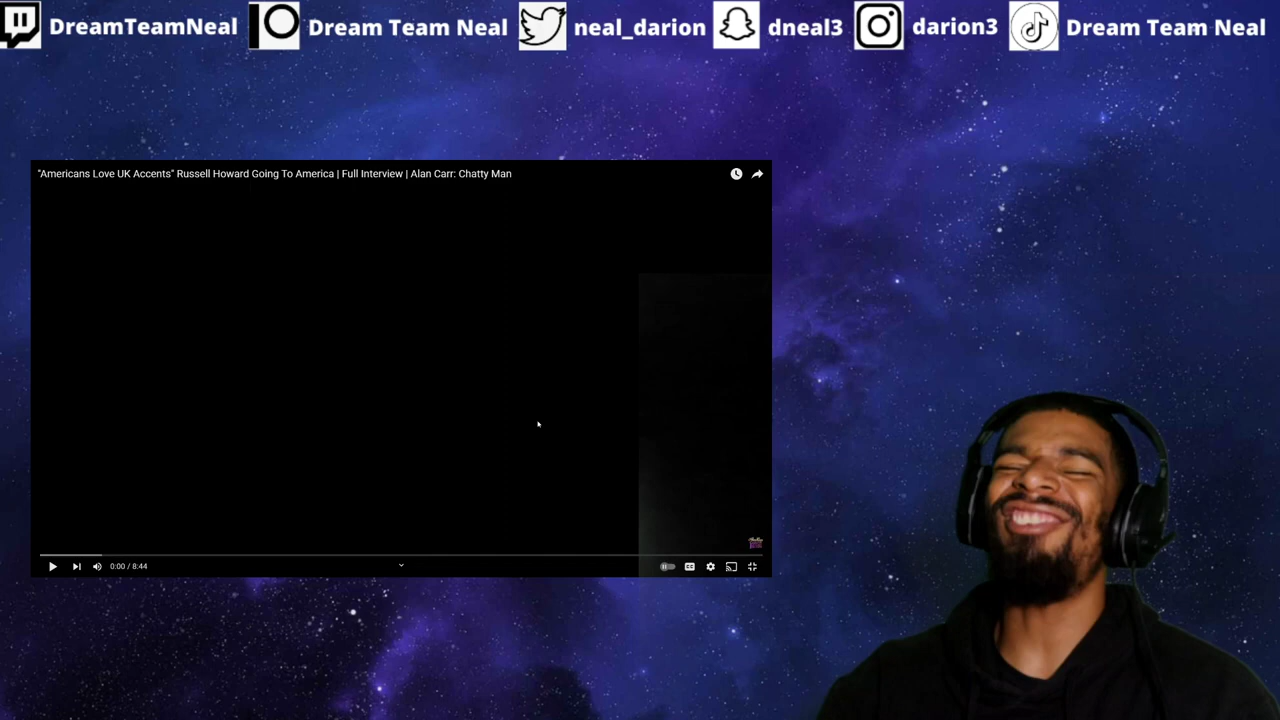 DreamTeamNeal
Dream Team Neal
neal_darion
dneal3
darion3
Dream Team Neal
"Americans Love UK Accents" Russell Howard Going To America | Full Interview | Alan Carr: Chatty Man
0:00 / 8:44
CC